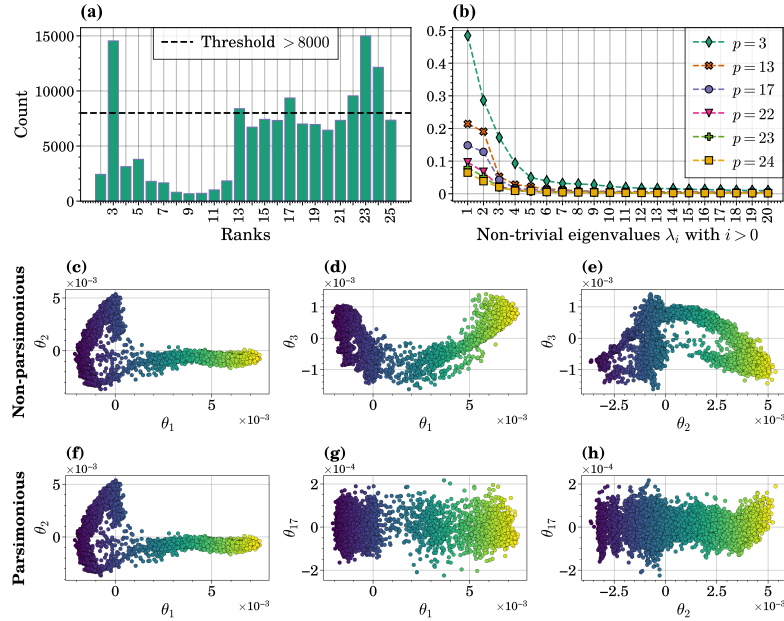 (a)
15000
10000
5000
0
Count
Threshold > 8000
3 5 7 9 11 13 15 17 19 21 23 25
Ranks
(b)
0.5
0.4
0.3
0.2
0.1
0
p = 3
p = 13
p = 17
p = 22
p = 23
p = 24
1 2 3 4 5 6 7 8 9 10 11 12 13 14 15 16 17 18 19 20
Non-trivial eigenvalues λi with i > 0
Non-parsimonious
(c)
×10⁻³
5
0
θ2
0 5
×10⁻³
θ1
(d)
×10⁻³
1
0
−1
θ3
0 5
×10⁻³
θ1
(e)
×10⁻³
1
0
−1
θ3
−2.5 0 2.5 5
×10⁻³
θ2
Parsimonious
(f)
×10⁻³
5
0
θ2
0 5
×10⁻³
θ1
(g)
×10⁻⁴
2
0
−2
θ17
0 5
×10⁻³
θ1
(h)
×10⁻⁴
2
0
−2
θ17
−2.5 0 2.5 5
×10⁻³
θ2